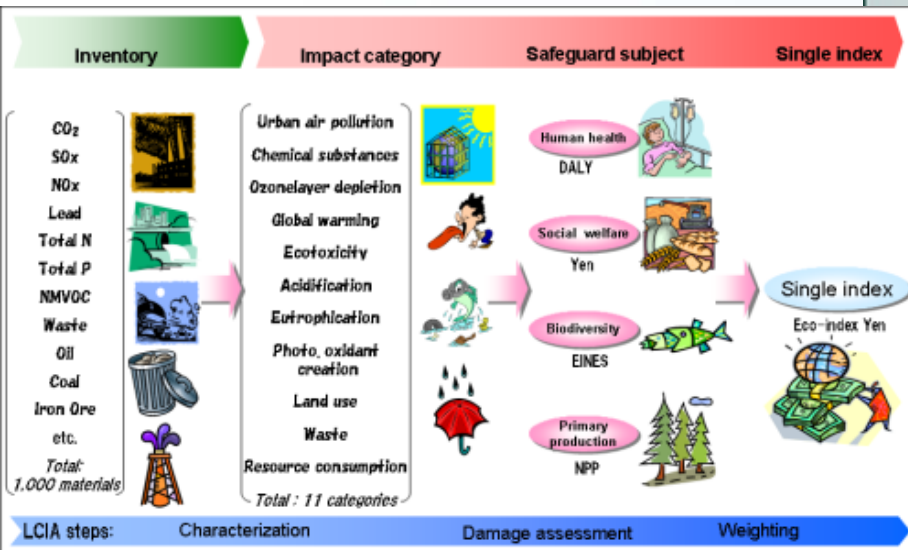 Inventory
Impact category
Safeguard subject
Single index
CO₂
SOx
NOx
Lead
Total N
Total P
NMVOC
Waste
Oil
Coal
Iron Ore
etc.
Total:
1,000 materials
Urban air pollution
Chemical substances
Ozonelayer depletion
Global warming
Ecotoxicity
Acidification
Eutrophication
Photo. oxidant
creation
Land use
Waste
Resource consumption
Total : 11 categories
Human health
DALY
Social welfare
Yen
Biodiversity
EINES
Primary
production
NPP
Single index
Eco-index Yen
LCIA steps:
Characterization
Damage assessment
Weighting